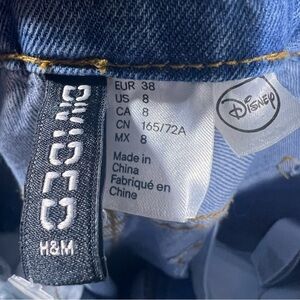 DIVIDED
H&M
EUR 38
US 8
CA 8
CN 165/72A
MX 8
Made in
China
Fabriqué en
Chine
Disney